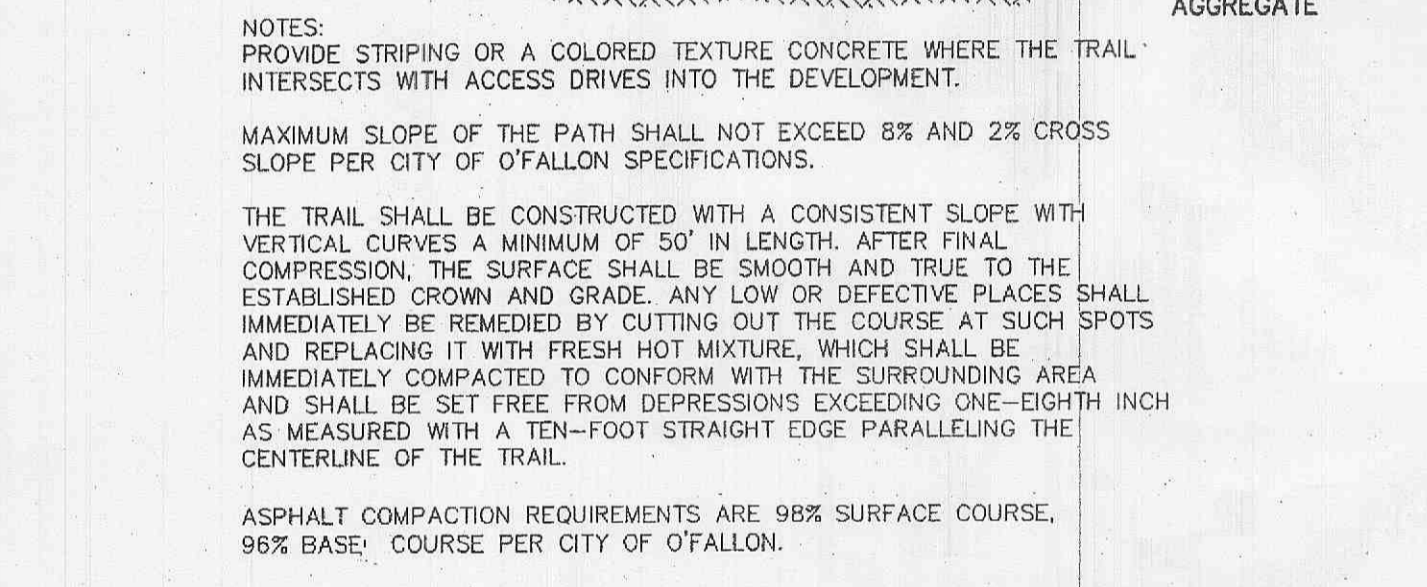 AGGREGATE
NOTES:
PROVIDE STRIPING OR A COLORED TEXTURE CONCRETE WHERE THE TRAIL
INTERSECTS WITH ACCESS DRIVES INTO THE DEVELOPMENT.
MAXIMUM SLOPE OF THE PATH SHALL NOT EXCEED 8% AND 2% CROSS
SLOPE PER CITY OF O'FALLON SPECIFICATIONS.
THE TRAIL SHALL BE CONSTRUCTED WITH A CONSISTENT SLOPE WITH
VERTICAL CURVES A MINIMUM OF 50' IN LENGTH. AFTER FINAL
COMPRESSION, THE SURFACE SHALL BE SMOOTH AND TRUE TO THE
ESTABLISHED CROWN AND GRADE. ANY LOW OR DEFECTIVE PLACES SHALL
IMMEDIATELY BE REMEDIED BY CUTTING OUT THE COURSE AT SUCH SPOTS
AND REPLACING IT WITH FRESH HOT MIXTURE, WHICH SHALL BE
IMMEDIATELY COMPACTED TO CONFORM WITH THE SURROUNDING AREA
AND SHALL BE SET FREE FROM DEPRESSIONS EXCEEDING ONE-EIGHTH INCH
AS MEASURED WITH A TEN-FOOT STRAIGHT EDGE PARALLELING THE
CENTERLINE OF THE TRAIL.
ASPHALT COMPACTION REQUIREMENTS ARE 98% SURFACE COURSE,
96% BASE COURSE PER CITY OF O'FALLON.